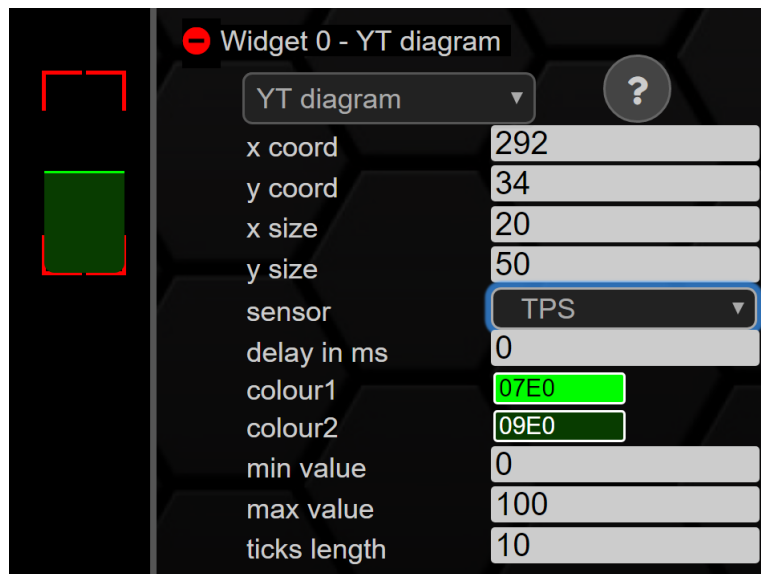 Widget 0 - YT diagram
YT diagram ?
x coord 292
y coord 34
x size 20
y size 50
sensor TPS
delay in ms 0
colour1 07E0
colour2 09E0
min value 0
max value 100
ticks length 10